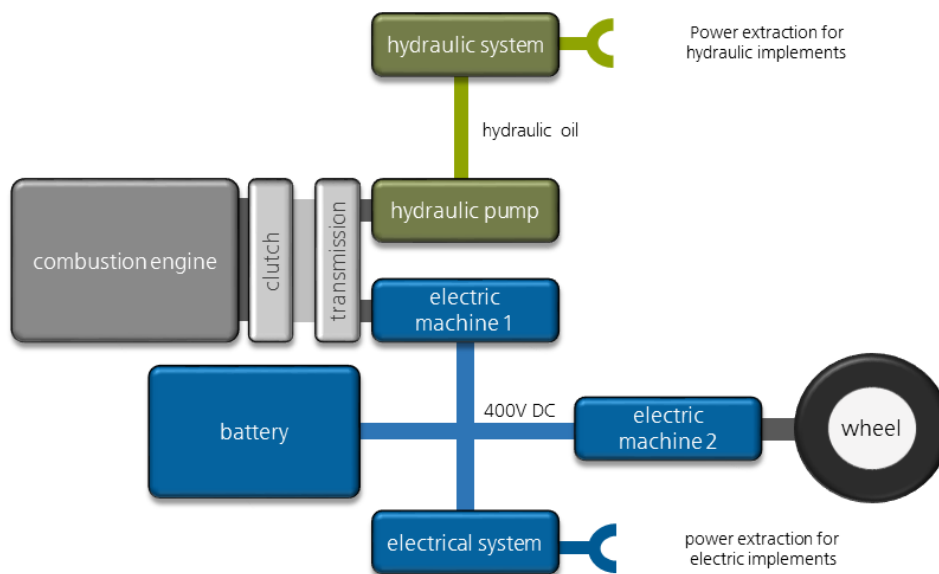 hydraulic system
Power extraction for
hydraulic implements
hydraulic oil
combustion engine
clutch
transmission
hydraulic pump
electric
machine 1
battery
400V DC
electric
machine 2
wheel
electrical system
power extraction for
electric implements